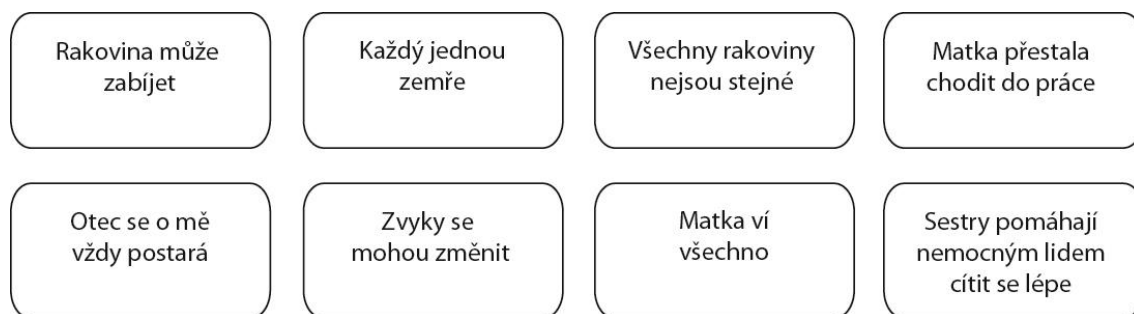 Rakovina může
zabíjet
Každý jednou
zemře
Všechny rakoviny
nejsou stejné
Matka přestala
chodit do práce
Otec se o mě
vždy postará
Zvyky se
mohou změnit
Matka ví
všechno
Sestry pomáhají
nemocným lidem
cítit se lépe